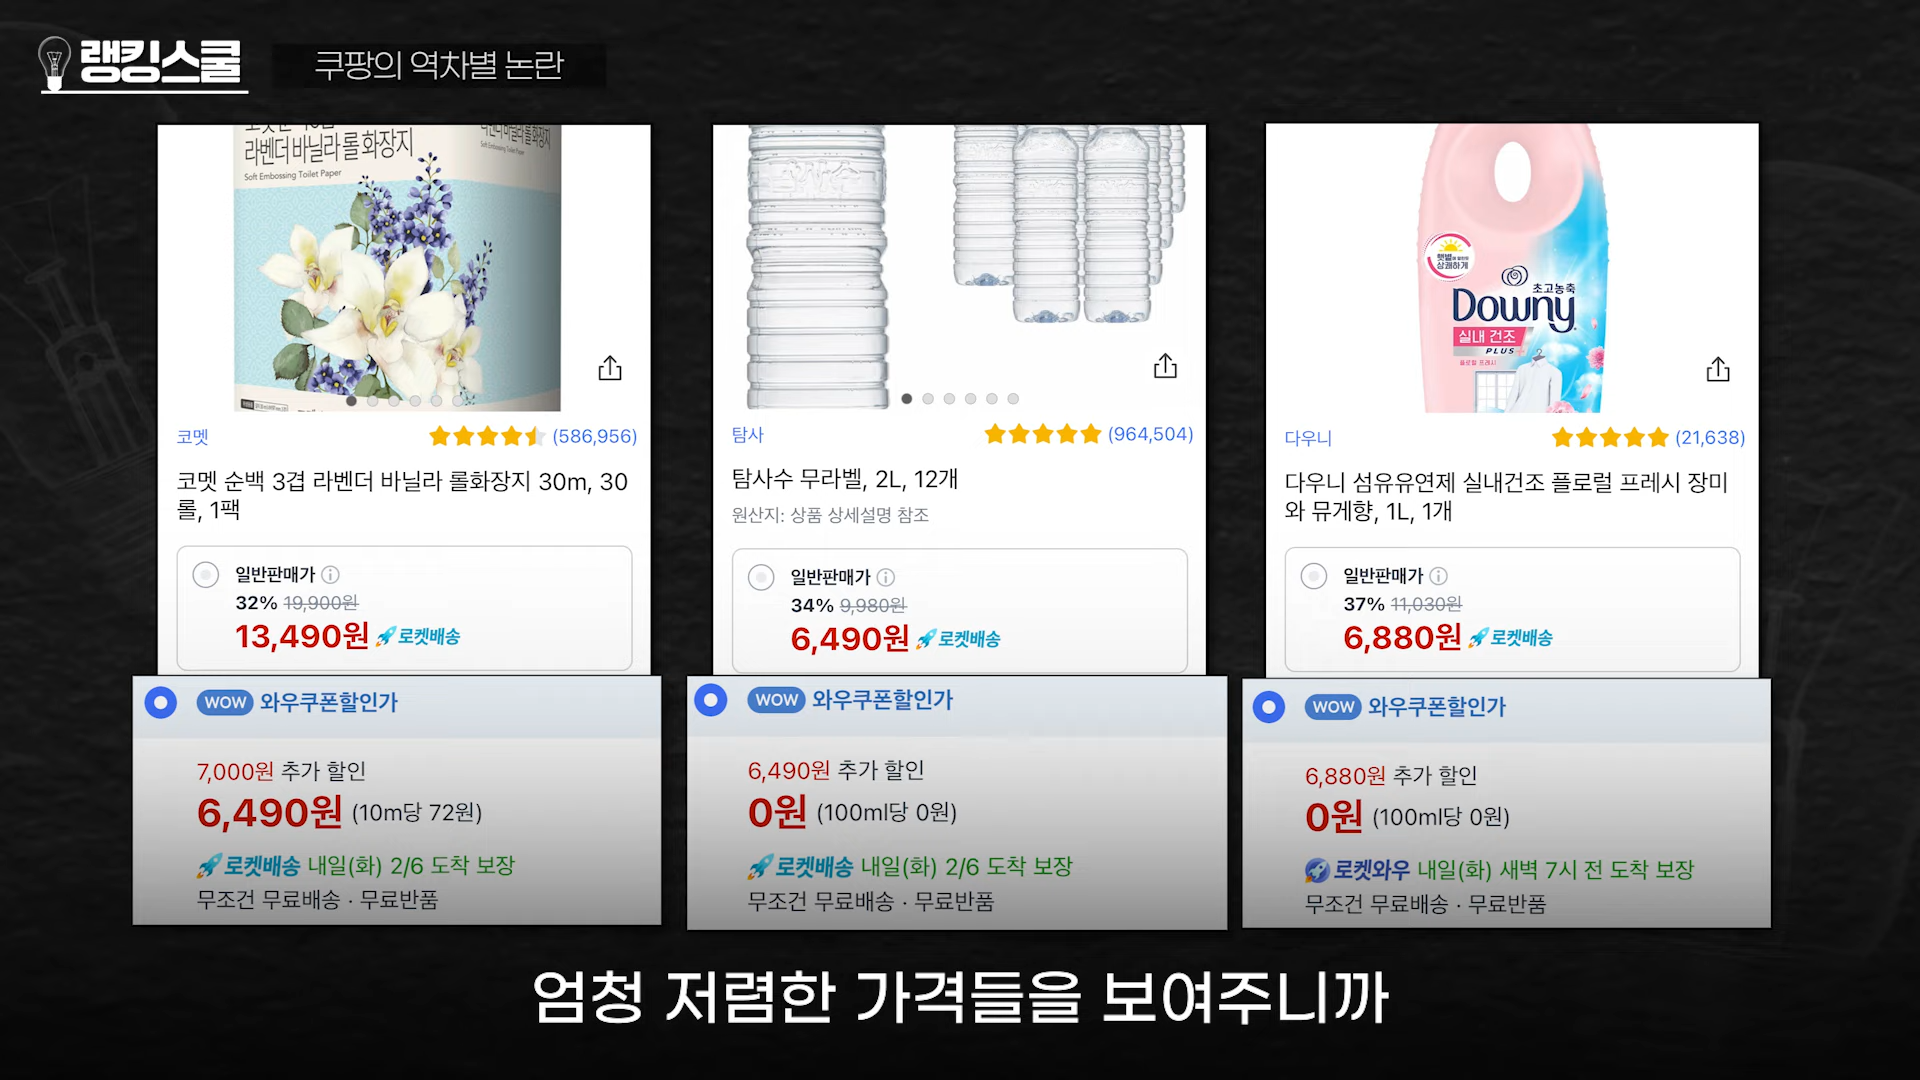 랭킹스쿨
쿠팡의 역차별 논란
라벤더 바닐라 롤 화장지
Soft Embossing Toilet Paper
코멧
(586,956)
코멧 순백 3겹 라벤더 바닐라 롤화장지 30m, 30
롤, 1팩
일반판매가
32% 19,900원
13,490원 로켓배송
WOW 와우쿠폰할인가
7,000원 추가 할인
6,490원 (10m당 72원)
로켓배송 내일(화) 2/6 도착 보장
무조건 무료배송 · 무료반품
탐사
(964,504)
탐사수 무라벨, 2L, 12개
원산지: 상품 상세설명 참조
일반판매가
34% 9,980원
6,490원 로켓배송
WOW 와우쿠폰할인가
6,490원 추가 할인
0원 (100ml당 0원)
로켓배송 내일(화) 2/6 도착 보장
무조건 무료배송 · 무료반품
상쾌하게
초고농축
Downy
실내 건조
PLUS
플로럴 프레시
다우니
(21,638)
다우니 섬유유연제 실내건조 플로럴 프레시 장미
와 뮤게향, 1L, 1개
일반판매가
37% 11,030원
6,880원 로켓배송
WOW 와우쿠폰할인가
6,880원 추가 할인
0원 (100ml당 0원)
로켓와우 내일(화) 새벽 7시 전 도착 보장
무조건 무료배송 · 무료반품
엄청 저렴한 가격들을 보여주니까